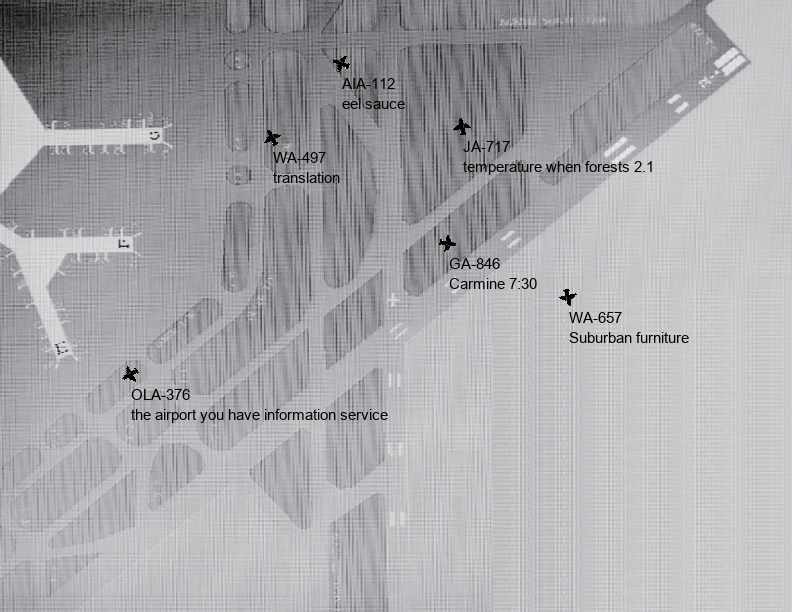 AIA-112
eel sauce
JA-717
temperature when forests 2.1
WA-497
translation
GA-846
Carmine 7:30
WA-657
Suburban furniture
OLA-376
the airport you have information service